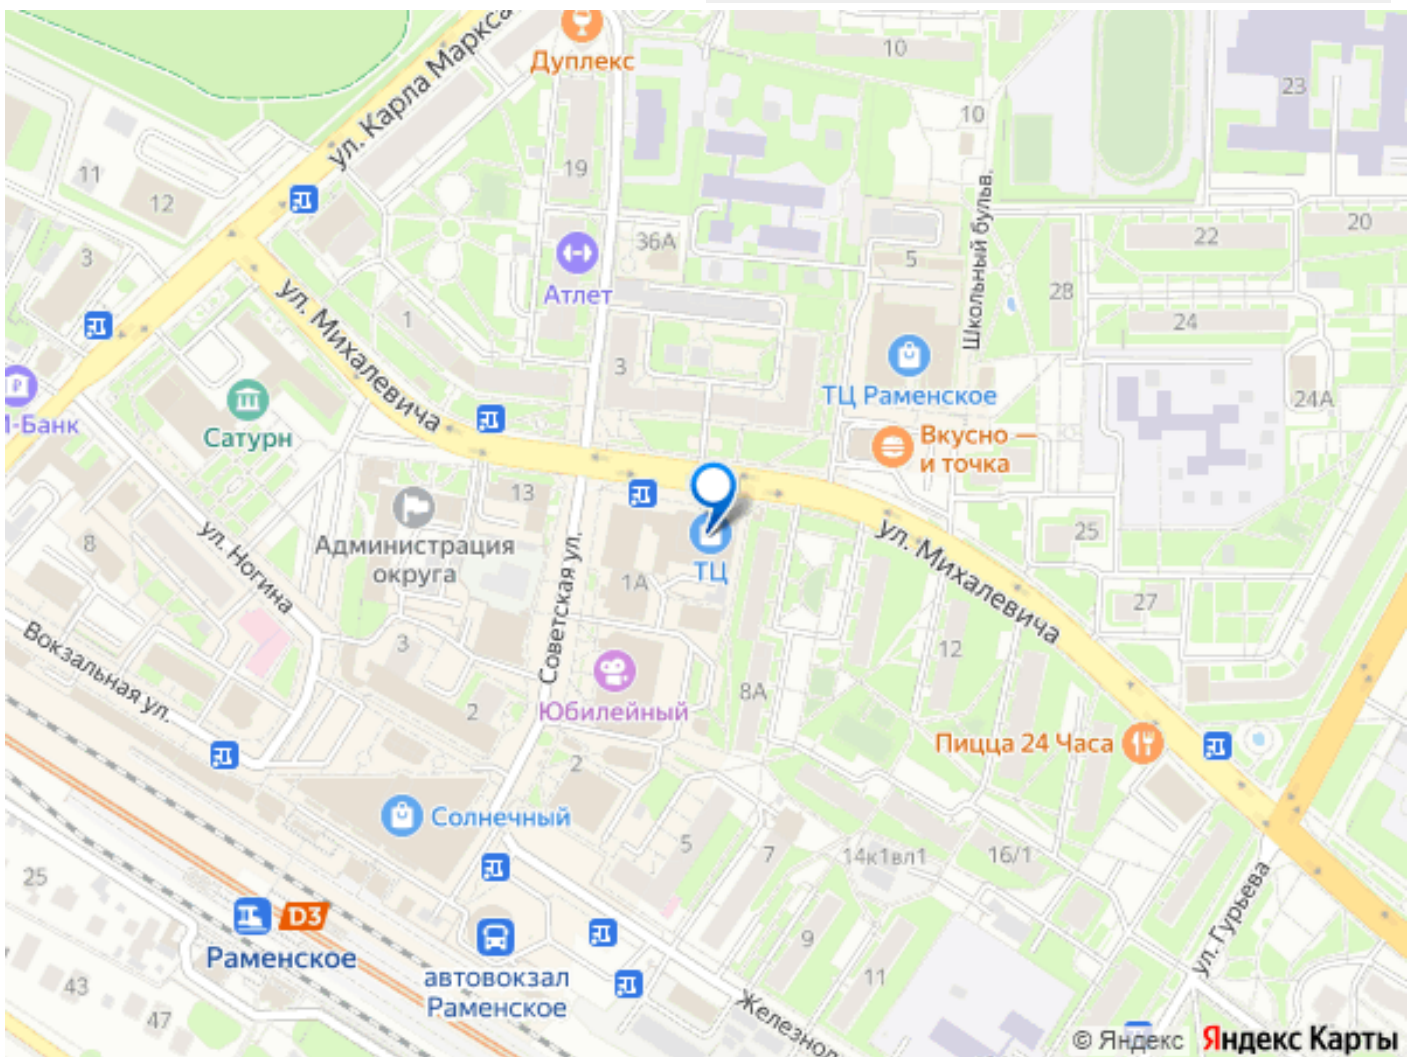 ул. Карла Маркса
Дуплекс
10
23
10
11
12
19
36А
5
22
20
3
Атлет
Школьный бульв.
28
ул. Михалевича
1
24
3
ТЦ Раменское
24А
Сатурн
Вкусно —
и точка
13
Администрация
округа
8
ул. Ногина
25
ТЦ
1А
ул. Михалевича
27
Советская ул.
Вокзальная ул.
3
12
8А
Юбилейный
2
Пицца 24 Часа
2
Солнечный
5
7
14к1вл1
16/1
25
D3
Раменское
автовокзал
Раменское
ул. Гурьева
9
11
43
47
© Яндекс Яндекс Карты